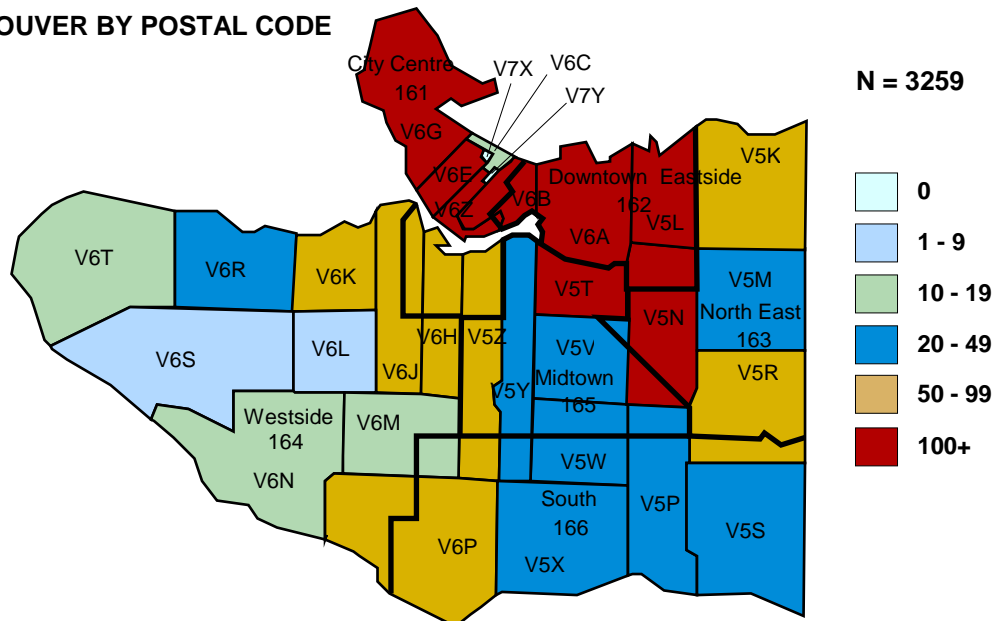 OUVER BY POSTAL CODE
V7X
V6C
V7Y
N = 3259
City Centre
161
V6G
V6E
V6Z
V6B
Downtown Eastside
162
V6A
V5L
V5K
0
1 - 9
10 - 19
20 - 49
50 - 99
100+
V6T
V6R
V6K
V5T
V5N
V5M
North East
163
V6S
V6L
V6J
V6H
V5Z
V5Y
V5V
Midtown
165
V5R
Westside
164
V6M
V6N
V5W
South
166
V5P
V5S
V6P
V5X